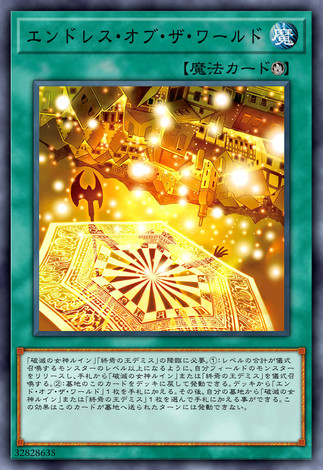 エンドレス・オブ・ザ・ワールド
魔
【魔法カード】
「破滅の女神ルイン」「終焉の王デミス」の降臨に必要。①：レベルの合計が儀式
召喚するモンスターのレベル以上になるように、自分フィールドのモンスター
をリリースし、手札から「破滅の女神ルイン」または「終焉の王デミス」を儀式召
喚する。②：墓地のこのカードをデッキに戻して発動できる。デッキから「エン
ド・オブ・ザ・ワールド」１枚を手札に加える。その後、自分の墓地から「破滅の女
神ルイン」または「終焉の王デミス」１枚を選んで手札に加える事ができる。こ
の効果はこのカードが墓地へ送られたターンには発動できない。
32828635